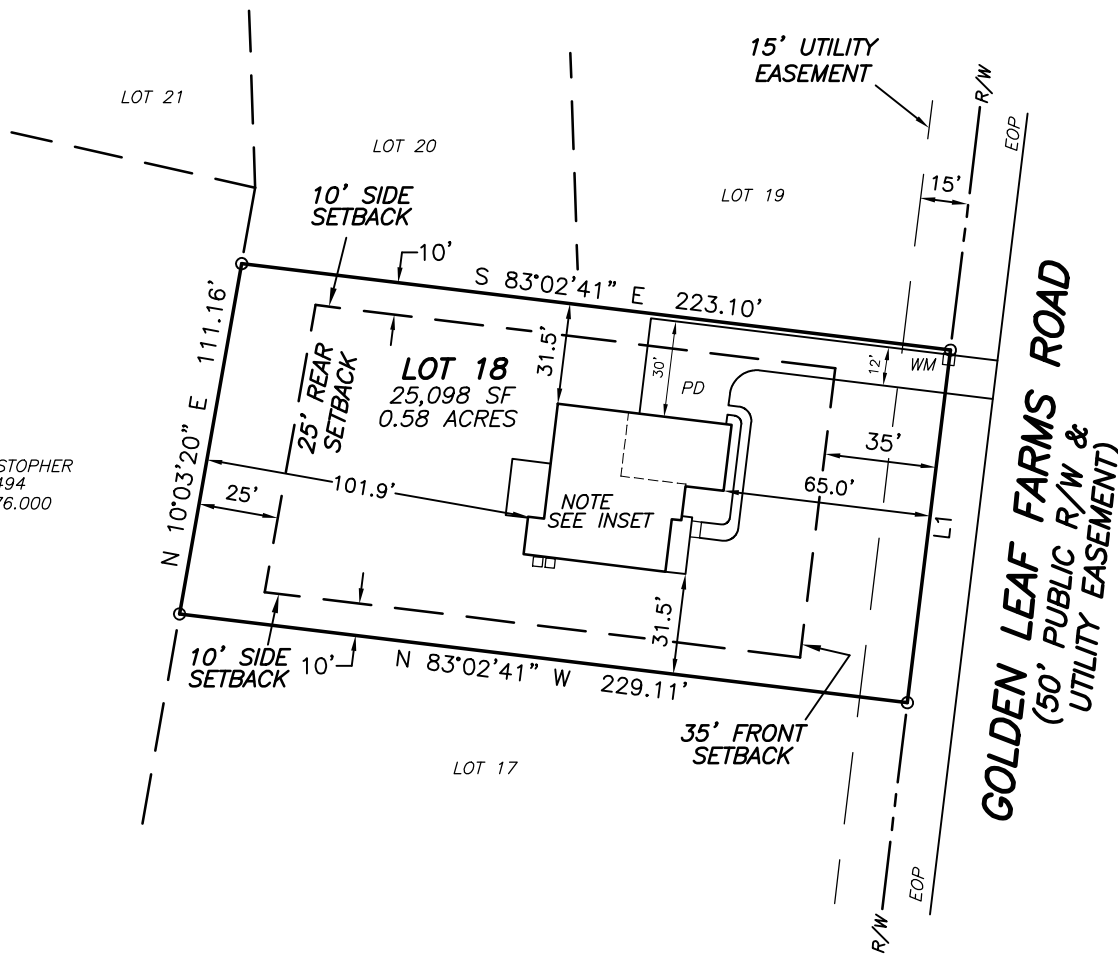 15' UTILITY
EASEMENT
R/W
EOP
LOT 21
LOT 20
LOT 19
15'
10' SIDE
SETBACK
10'
S 83°02'41" E 223.10'
N 10°03'20" E 111.16'
25' REAR
SETBACK
LOT 18
25,098 SF
0.58 ACRES
31.5'
30'
PD
12'
WM
35'
STOPHER
494
76.000
25'
101.9'
NOTE
SEE INSET
65.0'
L1
31.5'
10' SIDE
SETBACK
10'
N 83°02'41" W 229.11'
35' FRONT
SETBACK
LOT 17
GOLDEN LEAF FARMS ROAD
(50' PUBLIC R/W &
UTILITY EASEMENT)
EOP
R/W